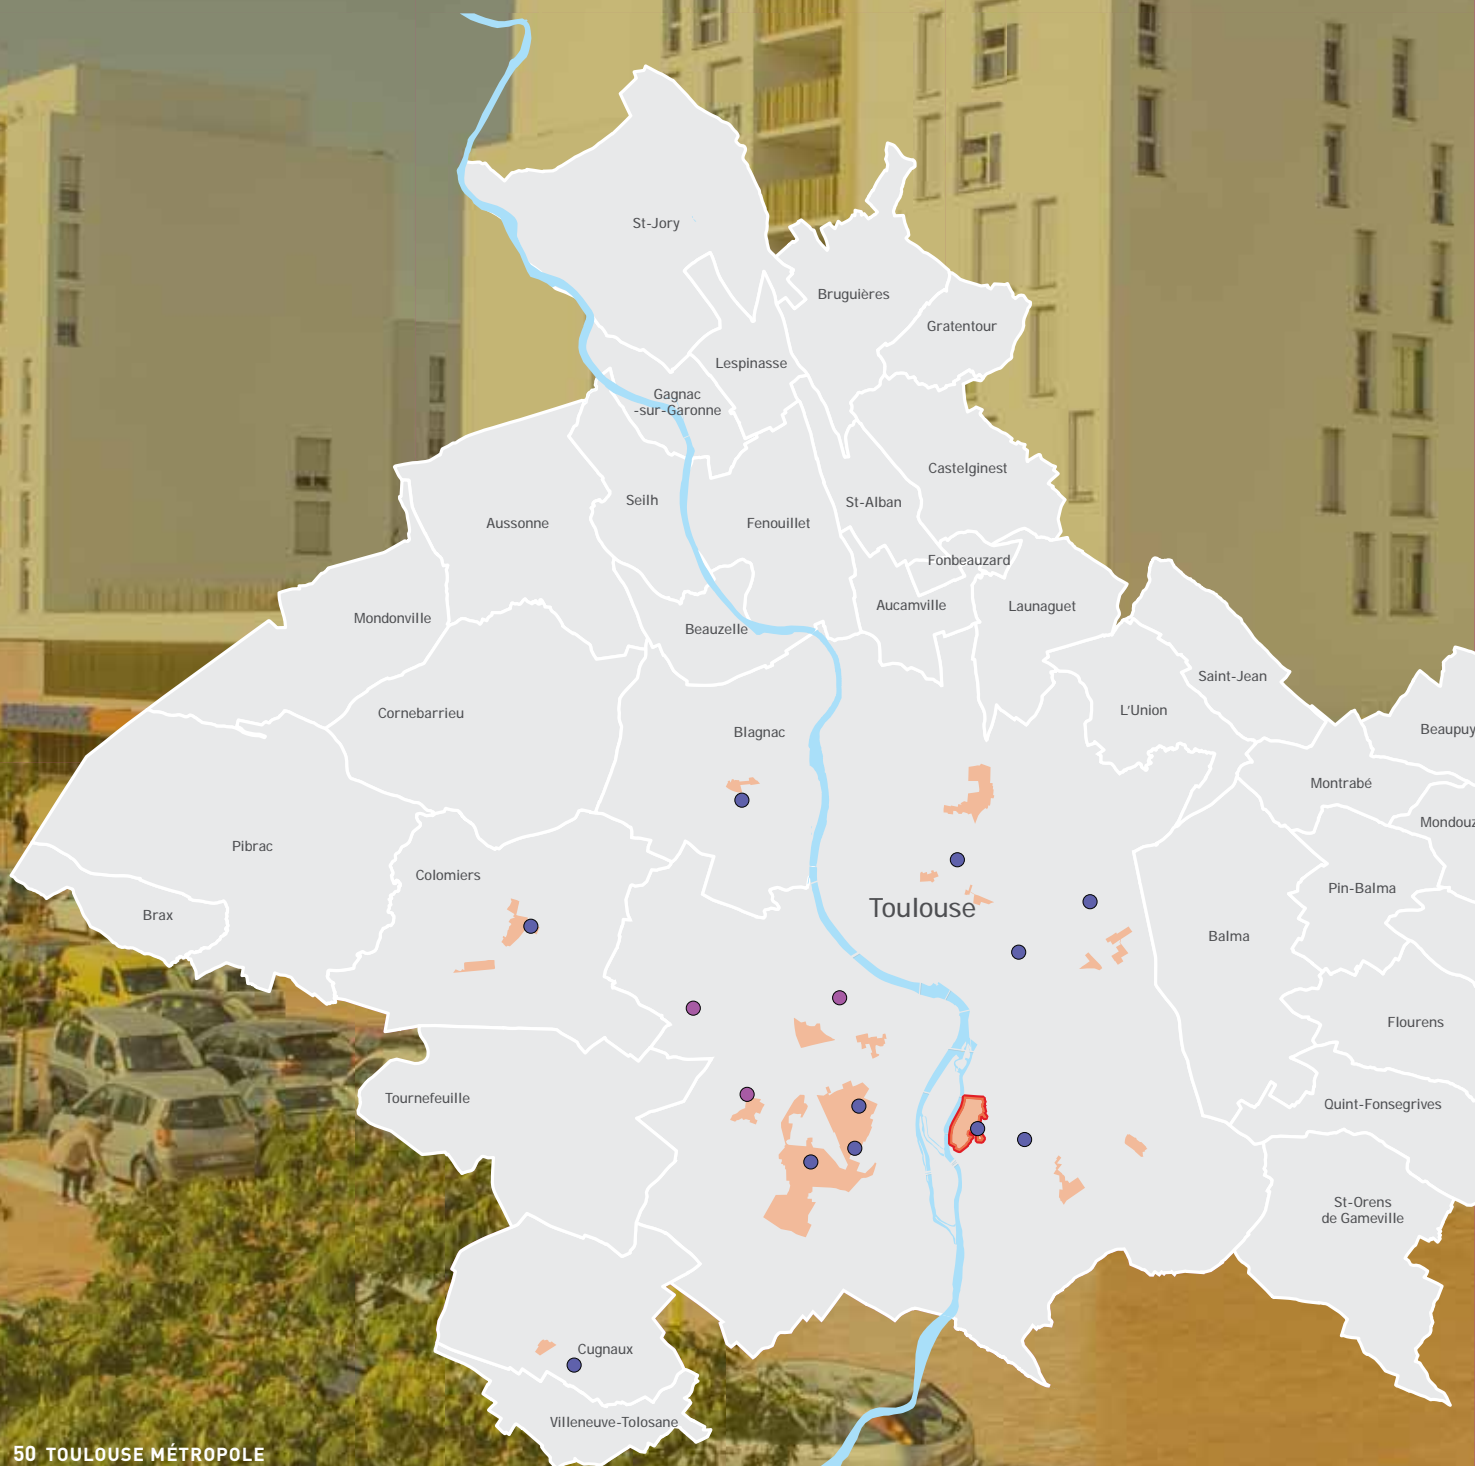 St-Jory
Bruguières
Gratentour
Lespinasse
Gagnac
-sur-Garonne
Castelginest
Seilh
St-Alban
Aussonne
Fenouillet
Fonbeauzard
Aucamville
Launaguet
Mondonville
Beauzelle
Saint-Jean
L'Union
Cornebarrieu
Blagnac
Beaupuy
Montrabé
Mondouz
Pibrac
Colomiers
Pin-Balma
Toulouse
Brax
Balma
Flourens
Tournefeuille
Quint-Fonsegrives
St-Orens
de Gameville
Cugnaux
Villeneuve-Tolosane
50 TOULOUSE MÉTROPOLE